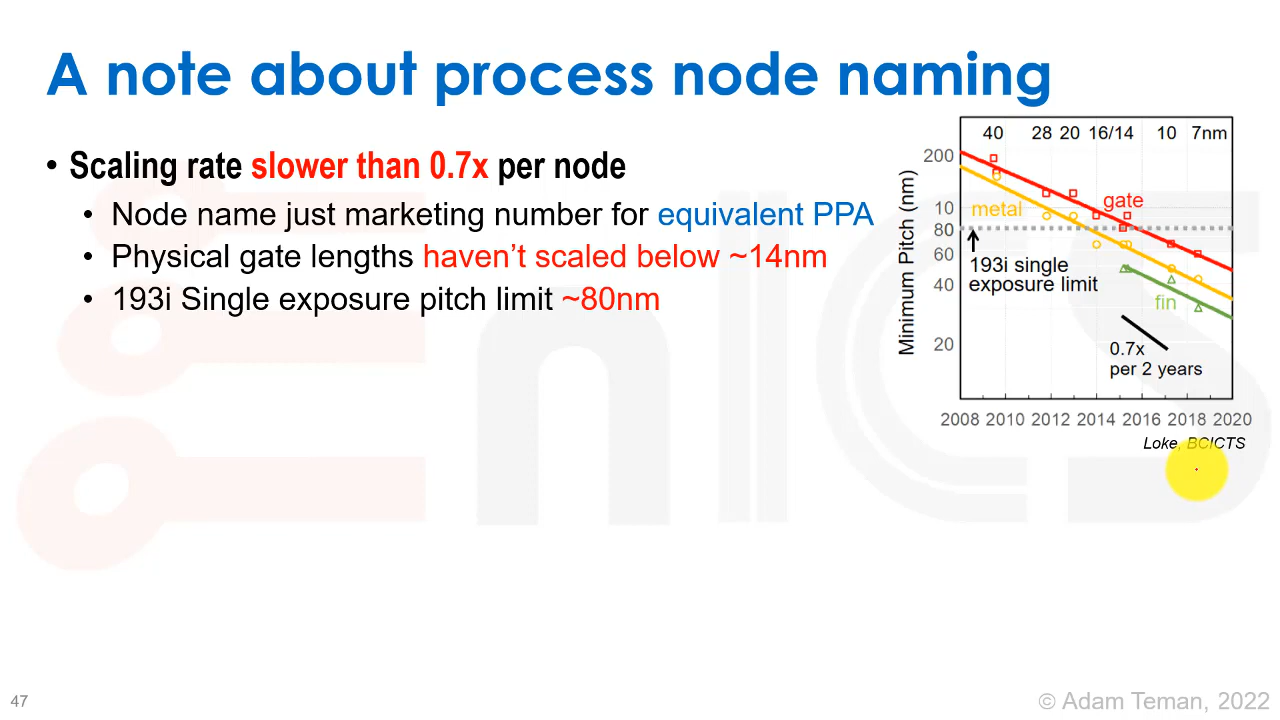 A note about process node naming
• Scaling rate slower than 0.7x per node
• Node name just marketing number for equivalent PPA
• Physical gate lengths haven't scaled below ~14nm
• 193i Single exposure pitch limit ~80nm
40 28 20 16/14 10 7nm
Minimum Pitch (nm)
200
10
80
60
40
20
gate
metal
193i single
exposure limit
fin
0.7x
per 2 years
2008 2010 2012 2014 2016 2018 2020
Loke, BCICTS
ENICS
47
© Adam Teman, 2022